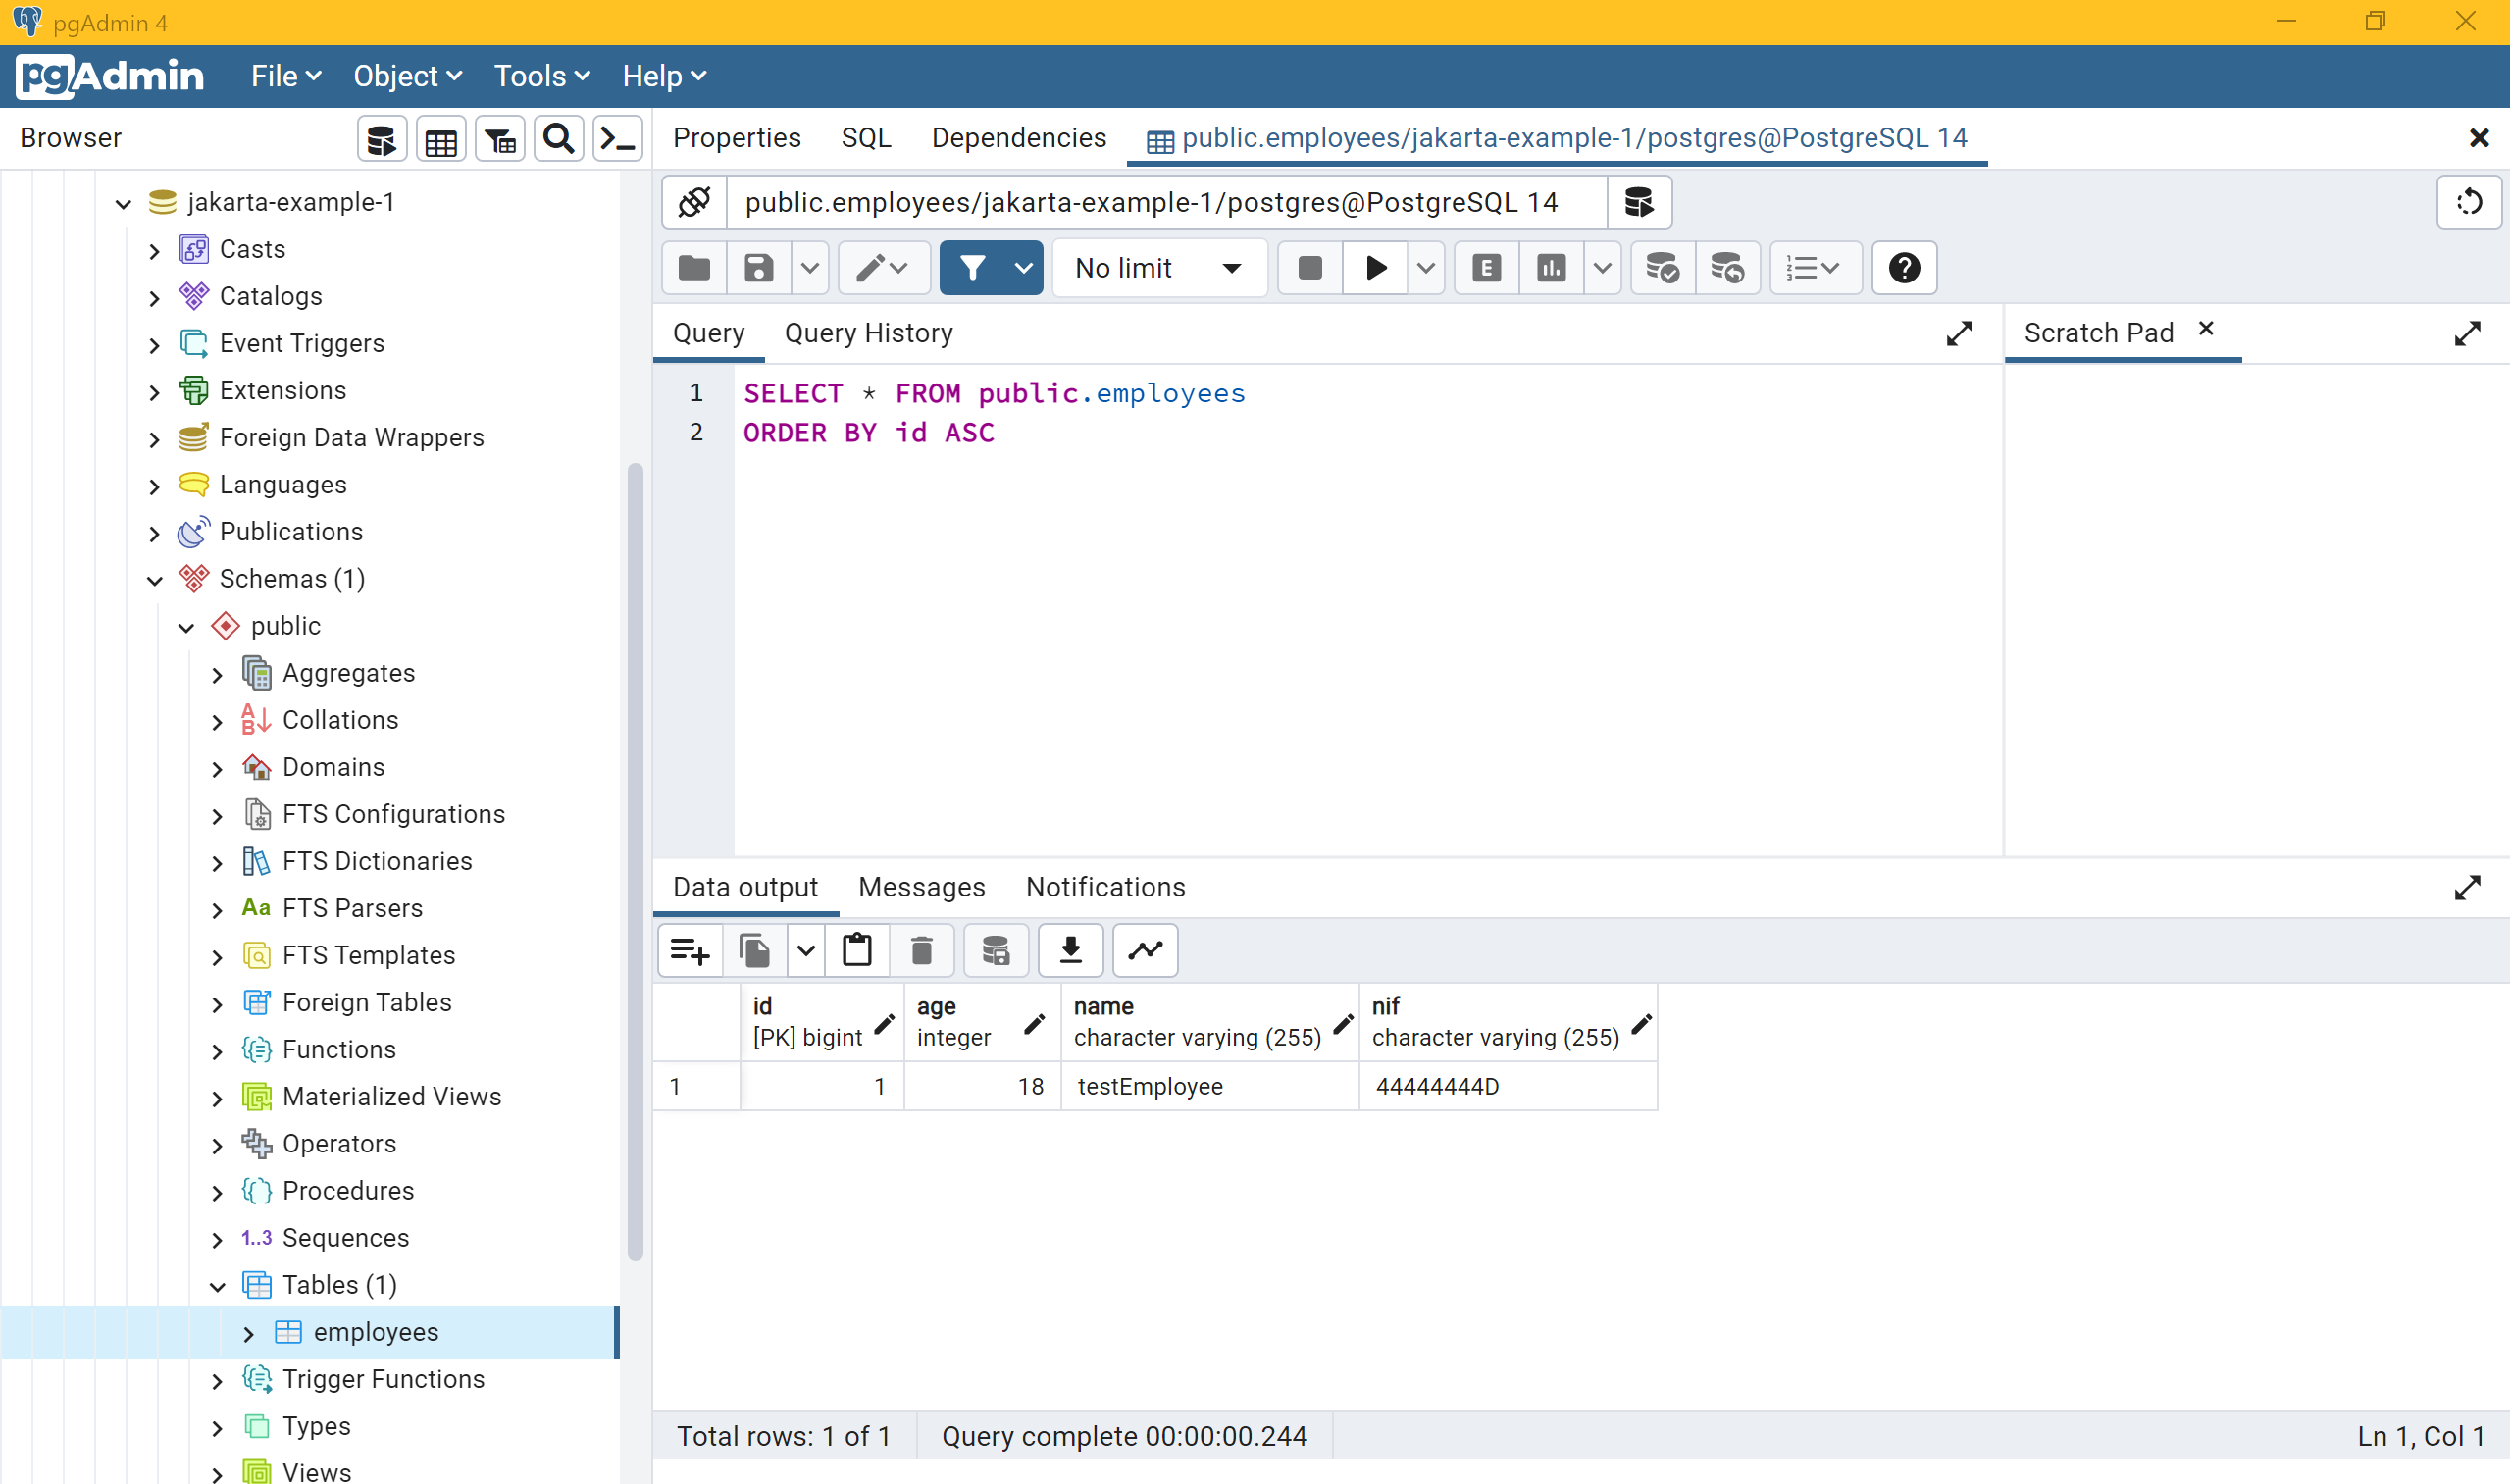 pgAdmin 4
pgAdmin File Object Tools Help
Browser
Properties SQL Dependencies public.employees/jakarta-example-1/postgres@PostgreSQL 14
jakarta-example-1
Casts
Catalogs
Event Triggers
Extensions
Foreign Data Wrappers
Languages
Publications
Schemas (1)
public
Aggregates
Collations
Domains
FTS Configurations
FTS Dictionaries
Aa FTS Parsers
FTS Templates
Foreign Tables
Functions
Materialized Views
Operators
Procedures
1..3 Sequences
Tables (1)
employees
Trigger Functions
Types
Views
public.employees/jakarta-example-1/postgres@PostgreSQL 14
No limit
E
Query Query History
Scratch Pad
1 SELECT * FROM public.employees
2 ORDER BY id ASC
Data output Messages Notifications
id age name nif
[PK] bigint integer character varying (255) character varying (255)
1 1 18 testEmployee 44444444D
Total rows: 1 of 1 Query complete 00:00:00.244 Ln 1, Col 1